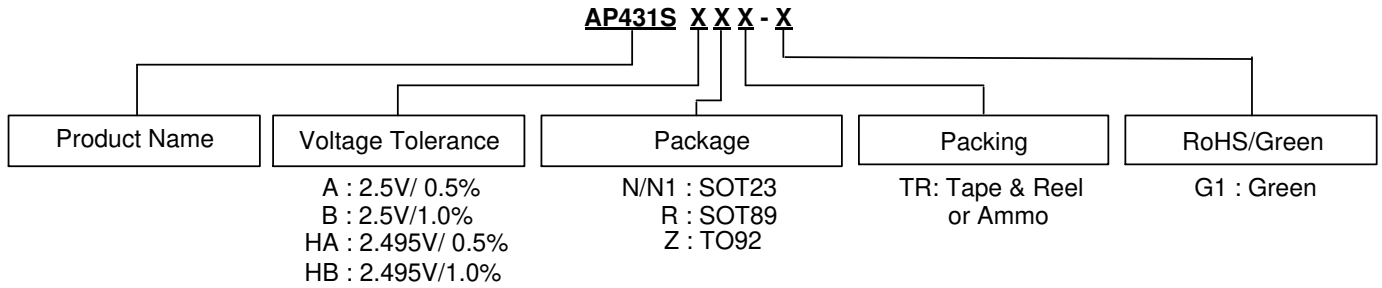 AP431S X X X - X
Product Name
Voltage Tolerance
Package
Packing
RoHS/Green
A : 2.5V/ 0.5%
B : 2.5V/1.0%
HA : 2.495V/ 0.5%
HB : 2.495V/1.0%
N/N1 : SOT23
R : SOT89
Z : TO92
TR: Tape & Reel
or Ammo
G1 : Green